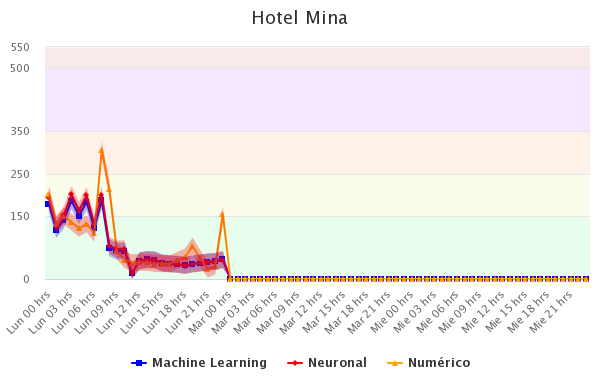 Hotel Mina
550
500
350
250
150
0
Lun 00 hrs
Lun 03 hrs
Lun 06 hrs
Lun 09 hrs
Lun 12 hrs
Lun 15 hrs
Lun 18 hrs
Lun 21 hrs
Mar 00 hrs
Mar 03 hrs
Mar 06 hrs
Mar 09 hrs
Mar 12 hrs
Mar 15 hrs
Mar 18 hrs
Mar 21 hrs
Mie 00 hrs
Mie 03 hrs
Mie 06 hrs
Mie 09 hrs
Mie 12 hrs
Mie 15 hrs
Mie 18 hrs
Mie 21 hrs
Machine Learning Neuronal Numérico